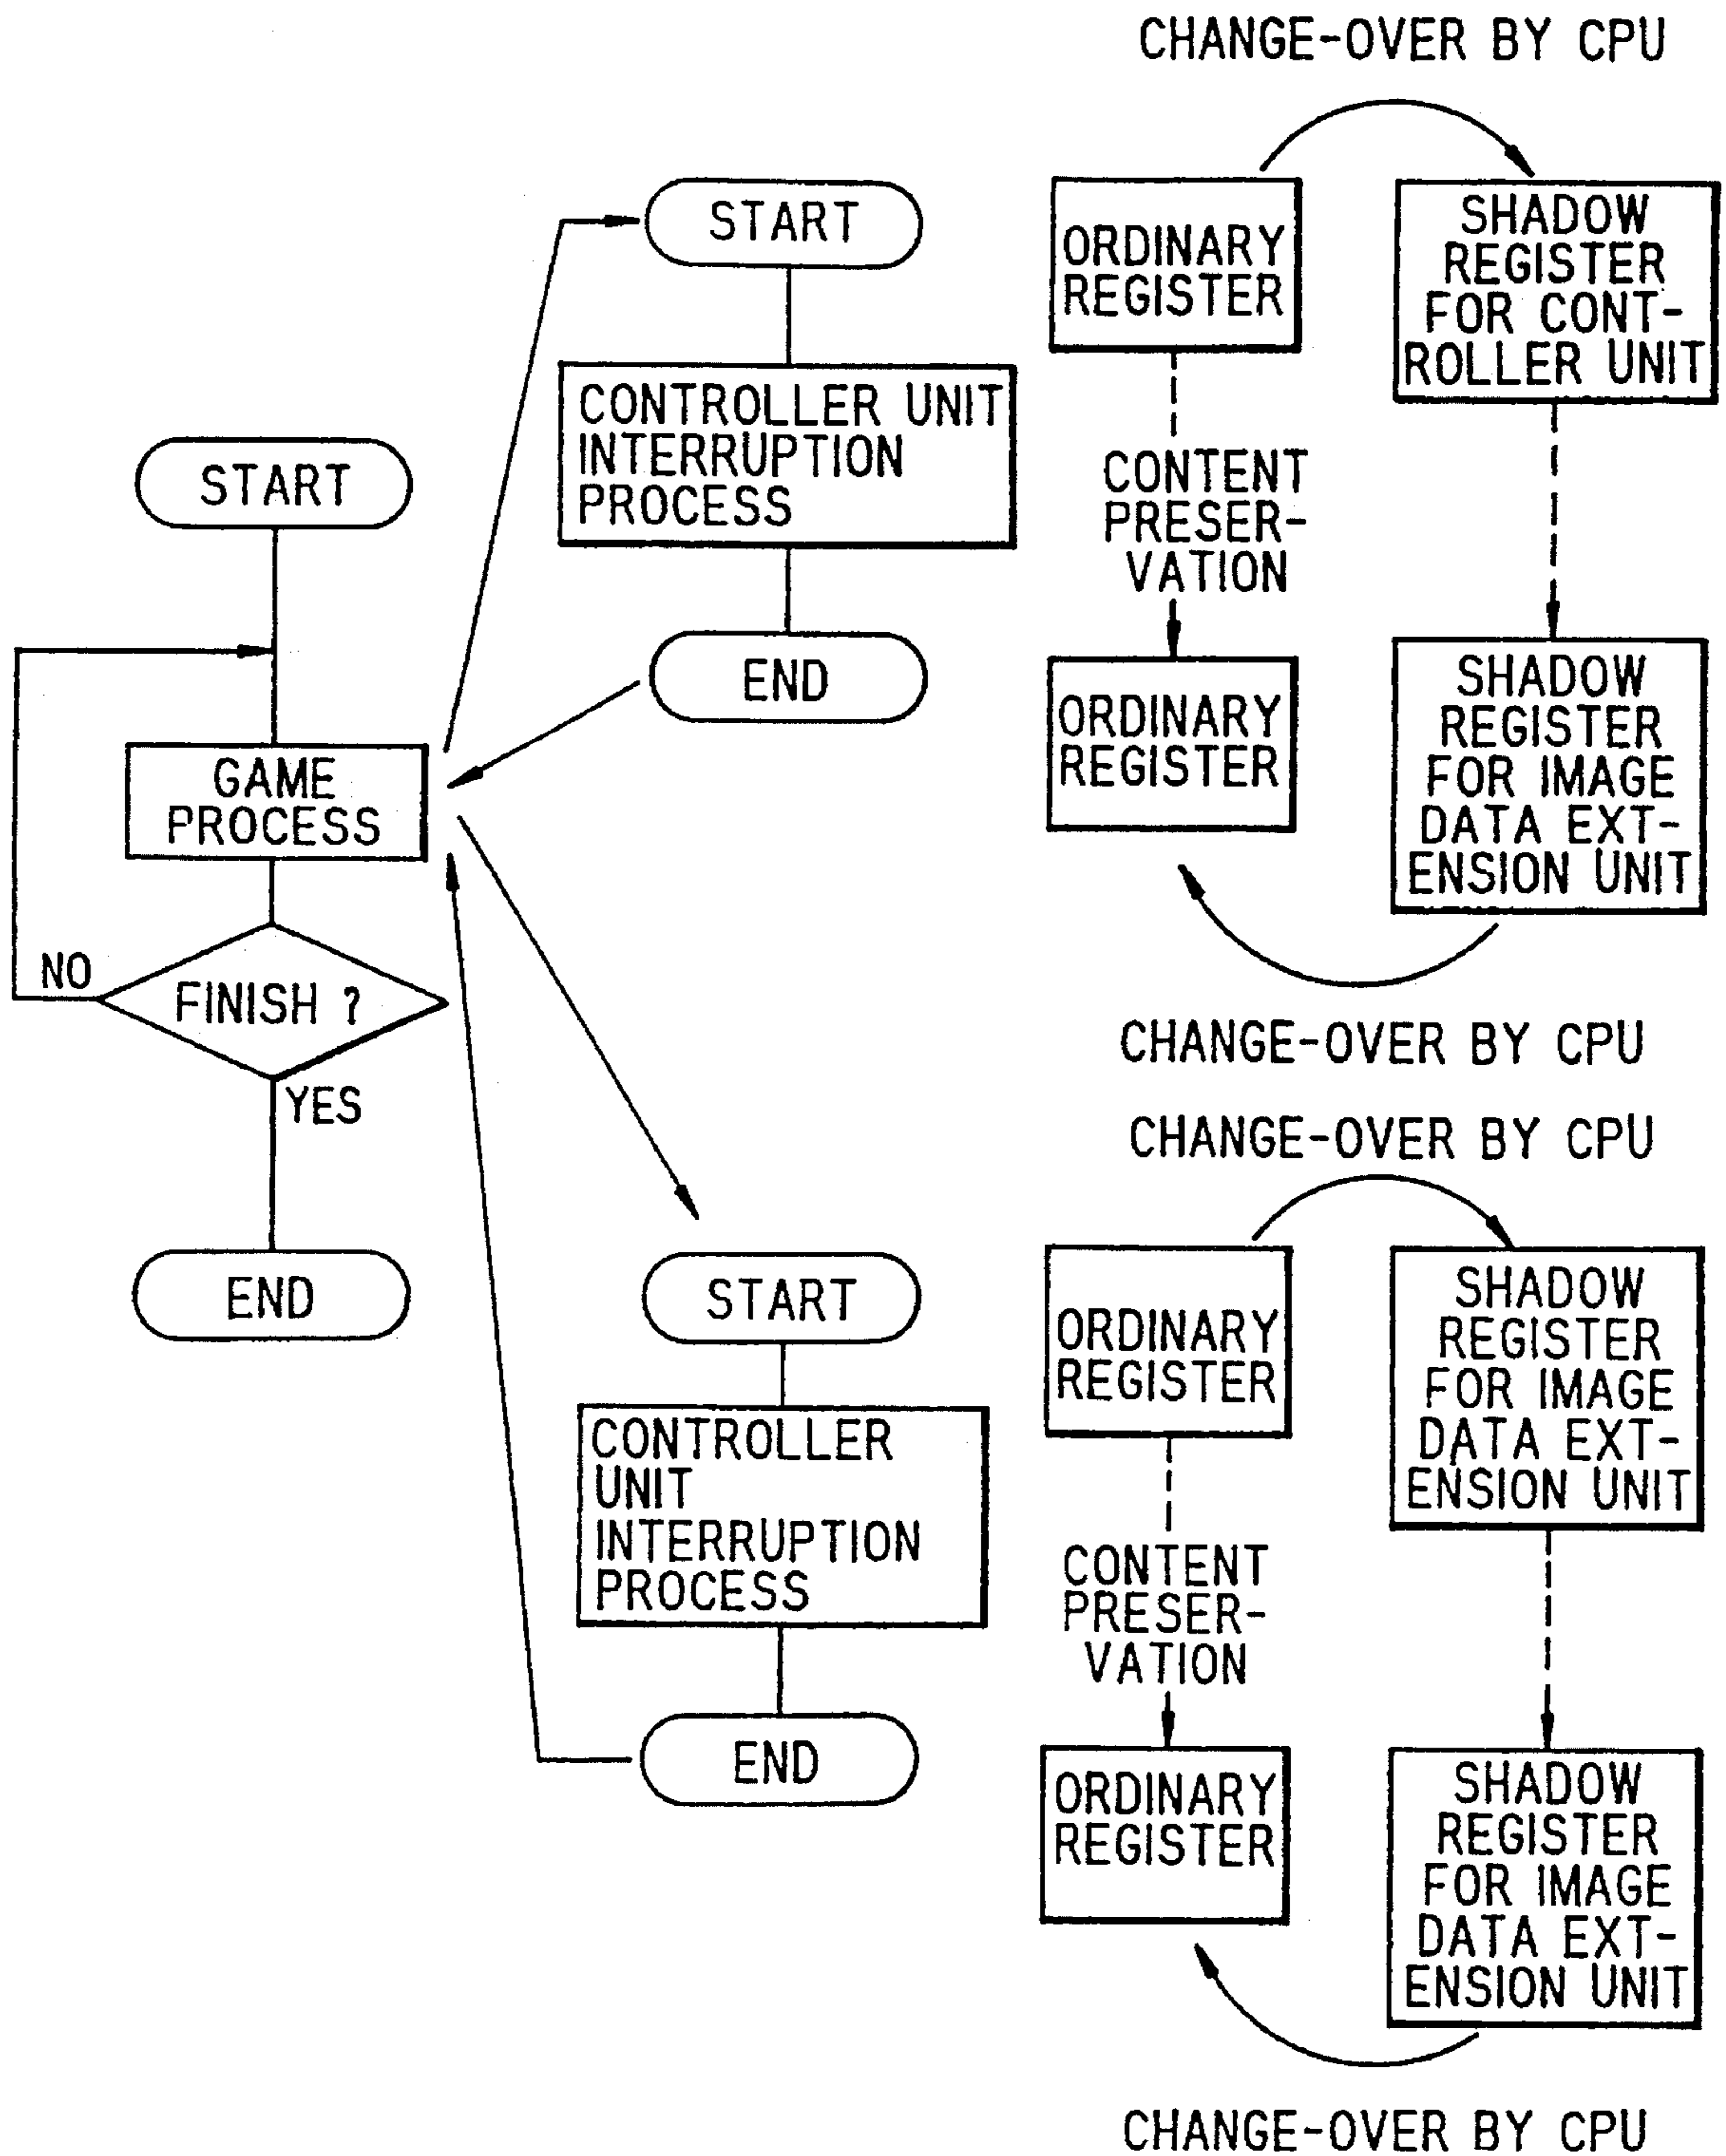 CHANGE-OVER BY CPU
START
CONTROLLER UNIT
INTERRUPTION
PROCESS
END
START
GAME
PROCESS
FINISH ?
NO
YES
END
ORDINARY
REGISTER
SHADOW
REGISTER
FOR CONT-
ROLLER UNIT
CONTENT
PRESER-
VATION
ORDINARY
REGISTER
SHADOW
REGISTER
FOR IMAGE
DATA EXT-
ENSION UNIT
CHANGE-OVER BY CPU
CHANGE-OVER BY CPU
START
CONTROLLER
UNIT
INTERRUPTION
PROCESS
END
ORDINARY
REGISTER
SHADOW
REGISTER
FOR IMAGE
DATA EXT-
ENSION UNIT
CONTENT
PRESER-
VATION
ORDINARY
REGISTER
SHADOW
REGISTER
FOR IMAGE
DATA EXT-
ENSION UNIT
CHANGE-OVER BY CPU